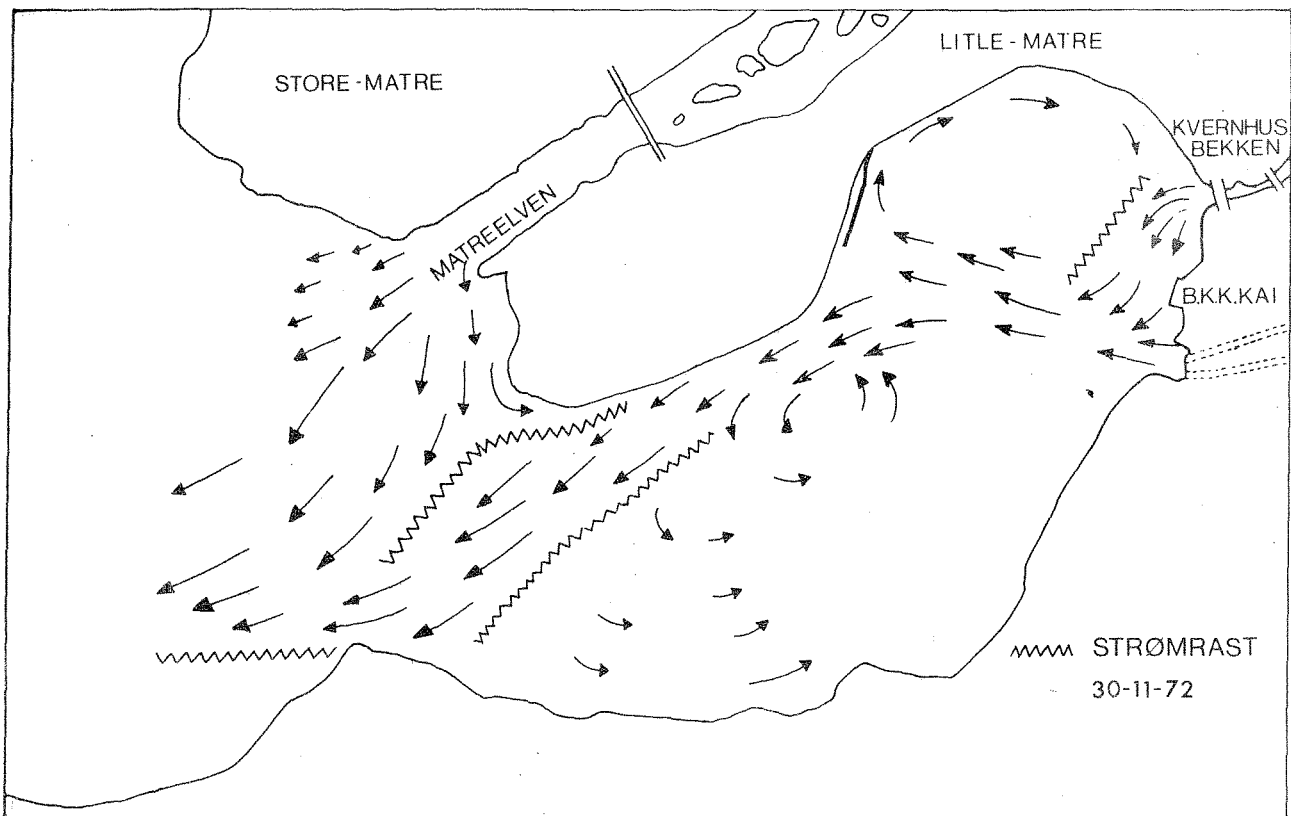 STORE-MATRE
LITLE-MATRE
KVERNHUS
BEKKEN
MATREELVEN
B.K.K.KAI
STRØMRAST
30-11-72